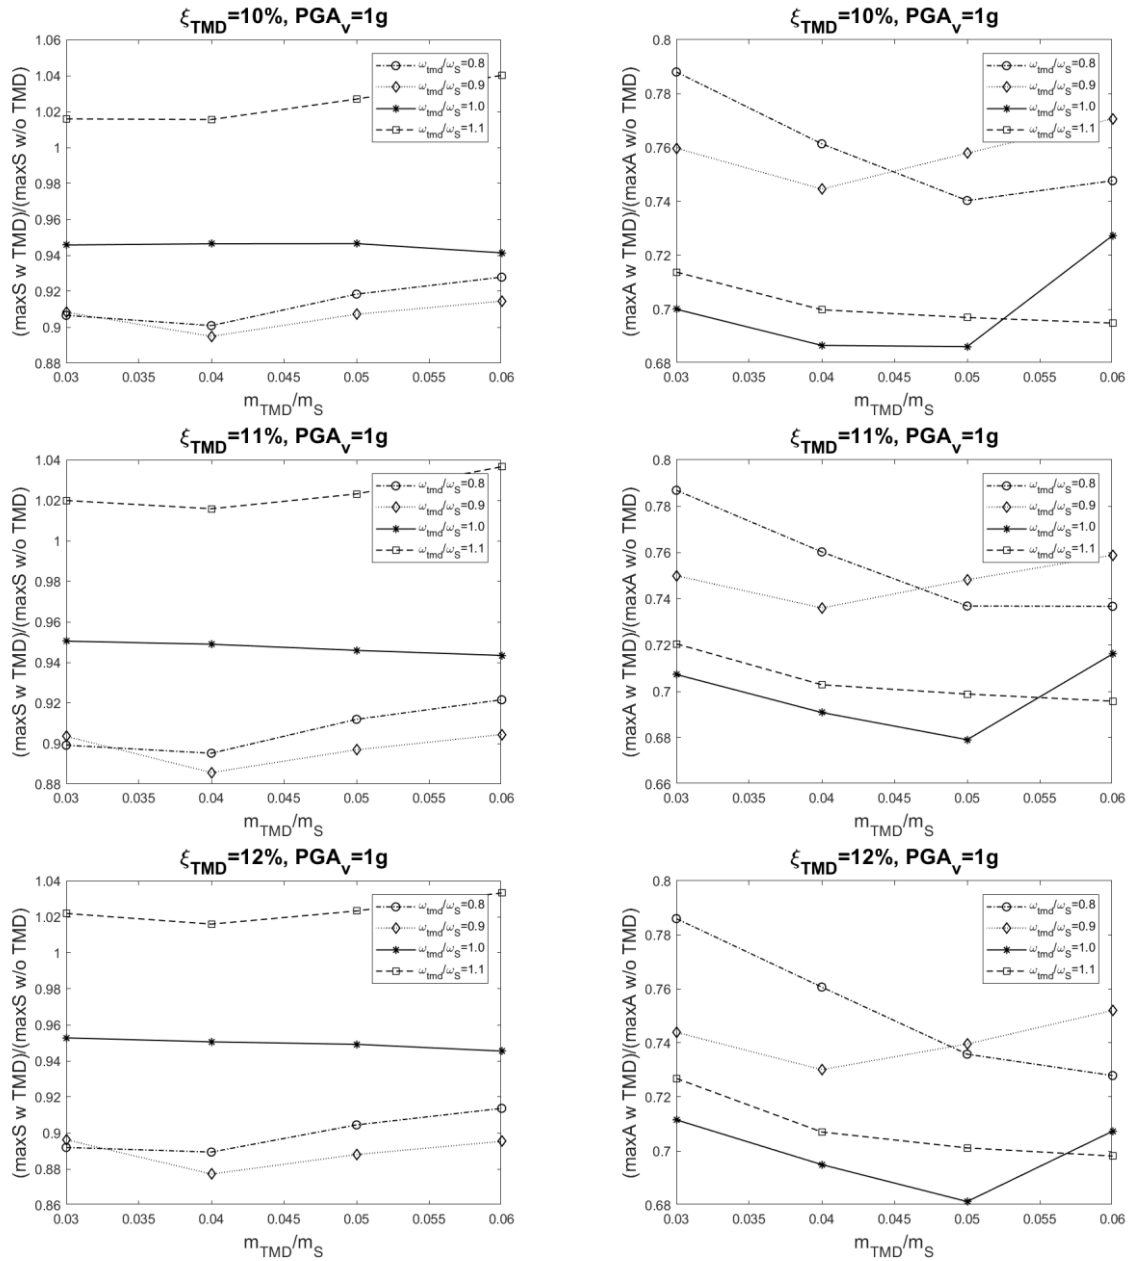 ξTMD=10%, PGAv=1g
(maxS w TMD)/(maxS w/o TMD)
1.06
1.04
1.02
1
0.98
0.96
0.94
0.92
0.9
0.88
ωtmd/ωS=0.8
ωtmd/ωS=0.9
ωtmd/ωS=1.0
ωtmd/ωS=1.1
0.03 0.035 0.04 0.045 0.05 0.055 0.06
mTMD/mS
ξTMD=10%, PGAv=1g
(maxA w TMD)/(maxA w/o TMD)
0.8
0.78
0.76
0.74
0.72
0.7
0.68
ωtmd/ωS=0.8
ωtmd/ωS=0.9
ωtmd/ωS=1.0
ωtmd/ωS=1.1
0.03 0.035 0.04 0.045 0.05 0.055 0.06
mTMD/mS
ξTMD=11%, PGAv=1g
(maxS w TMD)/(maxS w/o TMD)
1.04
1.02
1
0.98
0.96
0.94
0.92
0.9
0.88
ωtmd/ωS=0.8
ωtmd/ωS=0.9
ωtmd/ωS=1.0
ωtmd/ωS=1.1
0.03 0.035 0.04 0.045 0.05 0.055 0.06
mTMD/mS
ξTMD=11%, PGAv=1g
(maxA w TMD)/(maxA w/o TMD)
0.8
0.78
0.76
0.74
0.72
0.7
0.68
0.66
ωtmd/ωS=0.8
ωtmd/ωS=0.9
ωtmd/ωS=1.0
ωtmd/ωS=1.1
0.03 0.035 0.04 0.045 0.05 0.055 0.06
mTMD/mS
ξTMD=12%, PGAv=1g
(maxS w TMD)/(maxS w/o TMD)
1.04
1.02
1
0.98
0.96
0.94
0.92
0.9
0.88
0.86
ωtmd/ωS=0.8
ωtmd/ωS=0.9
ωtmd/ωS=1.0
ωtmd/ωS=1.1
0.03 0.035 0.04 0.045 0.05 0.055 0.06
mTMD/mS
ξTMD=12%, PGAv=1g
(maxA w TMD)/(maxA w/o TMD)
0.8
0.78
0.76
0.74
0.72
0.7
0.68
ωtmd/ωS=0.8
ωtmd/ωS=0.9
ωtmd/ωS=1.0
ωtmd/ωS=1.1
0.03 0.035 0.04 0.045 0.05 0.055 0.06
mTMD/mS